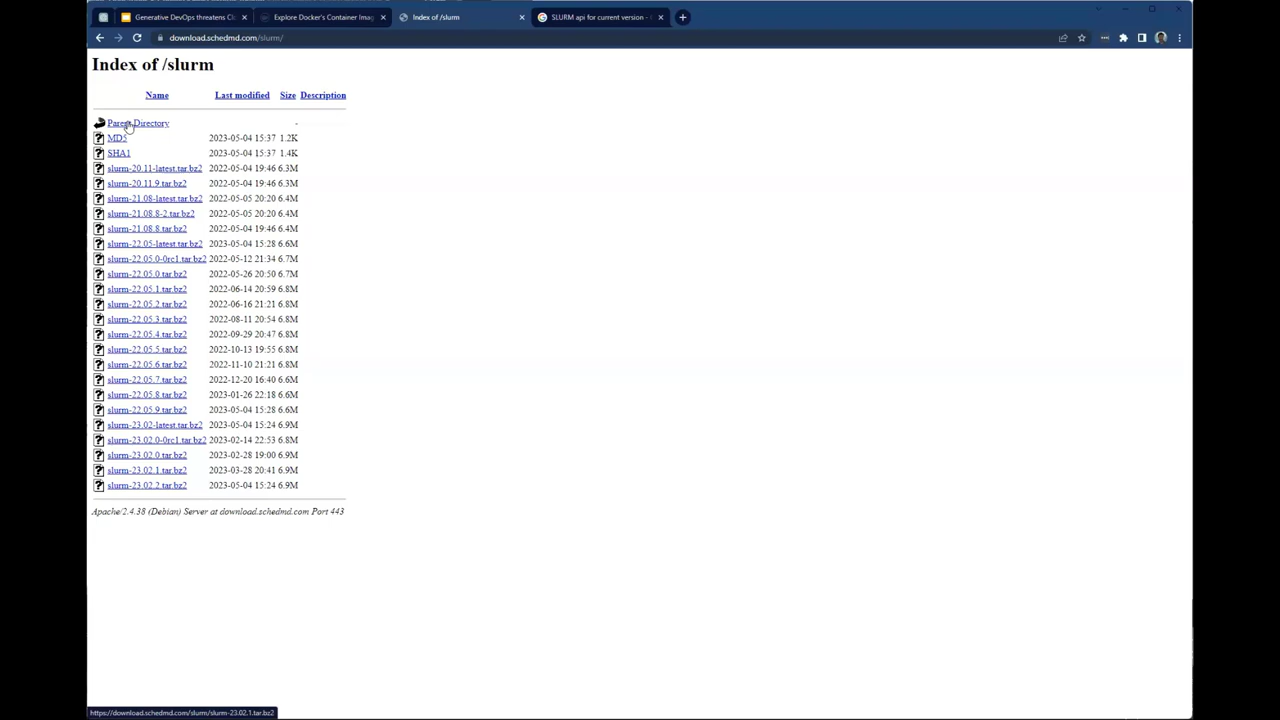 Generative DevOps threatens Cl
Explore Docker's Container Imag
Index of /slurm
SLURM api for current version -
download.schedmd.com/slurm/
Index of /slurm
Name Last modified Size Description
Parent Directory -
MD5 2023-05-04 15:37 1.2K
SHA1 2023-05-04 15:37 1.4K
slurm-20.11-latest.tar.bz2 2022-05-04 19:46 6.3M
slurm-20.11.9.tar.bz2 2022-05-04 19:46 6.3M
slurm-21.08-latest.tar.bz2 2022-05-05 20:20 6.4M
slurm-21.08.8-2.tar.bz2 2022-05-05 20:20 6.4M
slurm-21.08.8.tar.bz2 2022-05-04 19:46 6.4M
slurm-22.05-latest.tar.bz2 2023-05-04 15:28 6.6M
slurm-22.05.0-0rc1.tar.bz2 2022-05-12 21:34 6.7M
slurm-22.05.0.tar.bz2 2022-05-26 20:50 6.7M
slurm-22.05.1.tar.bz2 2022-06-14 20:59 6.8M
slurm-22.05.2.tar.bz2 2022-06-16 21:21 6.8M
slurm-22.05.3.tar.bz2 2022-08-11 20:54 6.8M
slurm-22.05.4.tar.bz2 2022-09-29 20:47 6.8M
slurm-22.05.5.tar.bz2 2022-10-13 19:55 6.8M
slurm-22.05.6.tar.bz2 2022-11-10 21:21 6.8M
slurm-22.05.7.tar.bz2 2022-12-20 16:40 6.6M
slurm-22.05.8.tar.bz2 2023-01-26 22:18 6.6M
slurm-22.05.9.tar.bz2 2023-05-04 15:28 6.6M
slurm-23.02-latest.tar.bz2 2023-05-04 15:24 6.9M
slurm-23.02.0-0rc1.tar.bz2 2023-02-14 22:53 6.8M
slurm-23.02.0.tar.bz2 2023-02-28 19:00 6.9M
slurm-23.02.1.tar.bz2 2023-03-28 20:41 6.9M
slurm-23.02.2.tar.bz2 2023-05-04 15:24 6.9M
Apache/2.4.38 (Debian) Server at download.schedmd.com Port 443
https://download.schedmd.com/slurm/slurm-23.02.1.tar.bz2